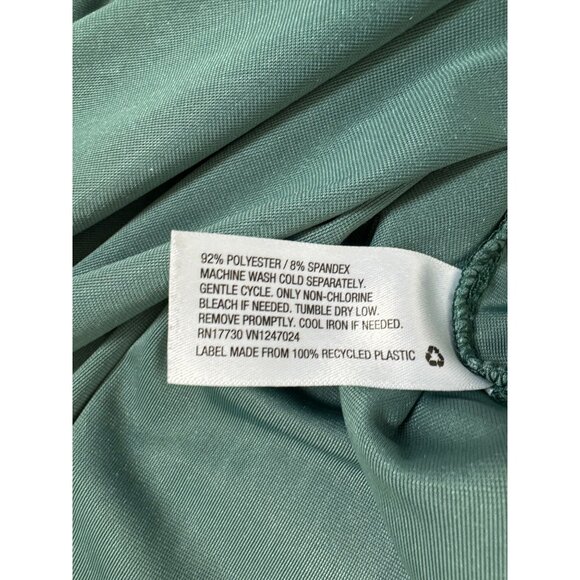 92% POLYESTER / 8% SPANDEX
MACHINE WASH COLD SEPARATELY.
GENTLE CYCLE. ONLY NON-CHLORINE
BLEACH IF NEEDED. TUMBLE DRY LOW.
REMOVE PROMPTLY. COOL IRON IF NEEDED.
RN17730 VN1247024
LABEL MADE FROM 100% RECYCLED PLASTIC